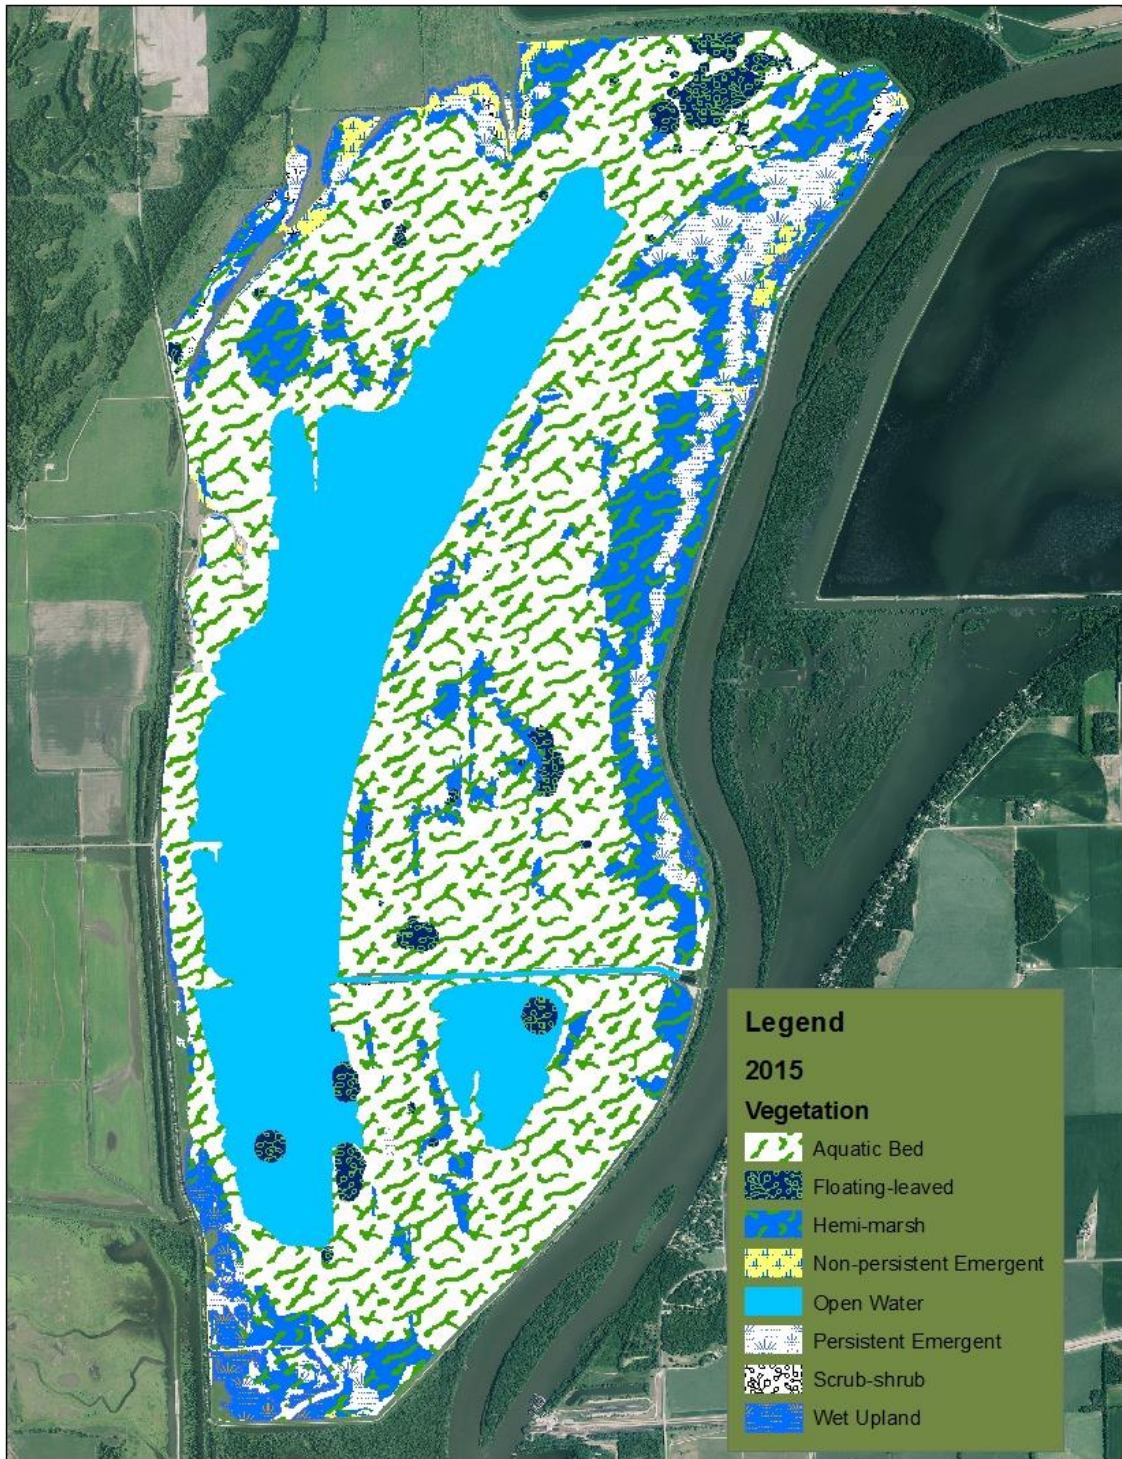 Legend
2015
Vegetation
Aquatic Bed
Floating-leaved
Hemi-marsh
Non-persistent Emergent
Open Water
Persistent Emergent
Scrub-shrub
Wet Upland